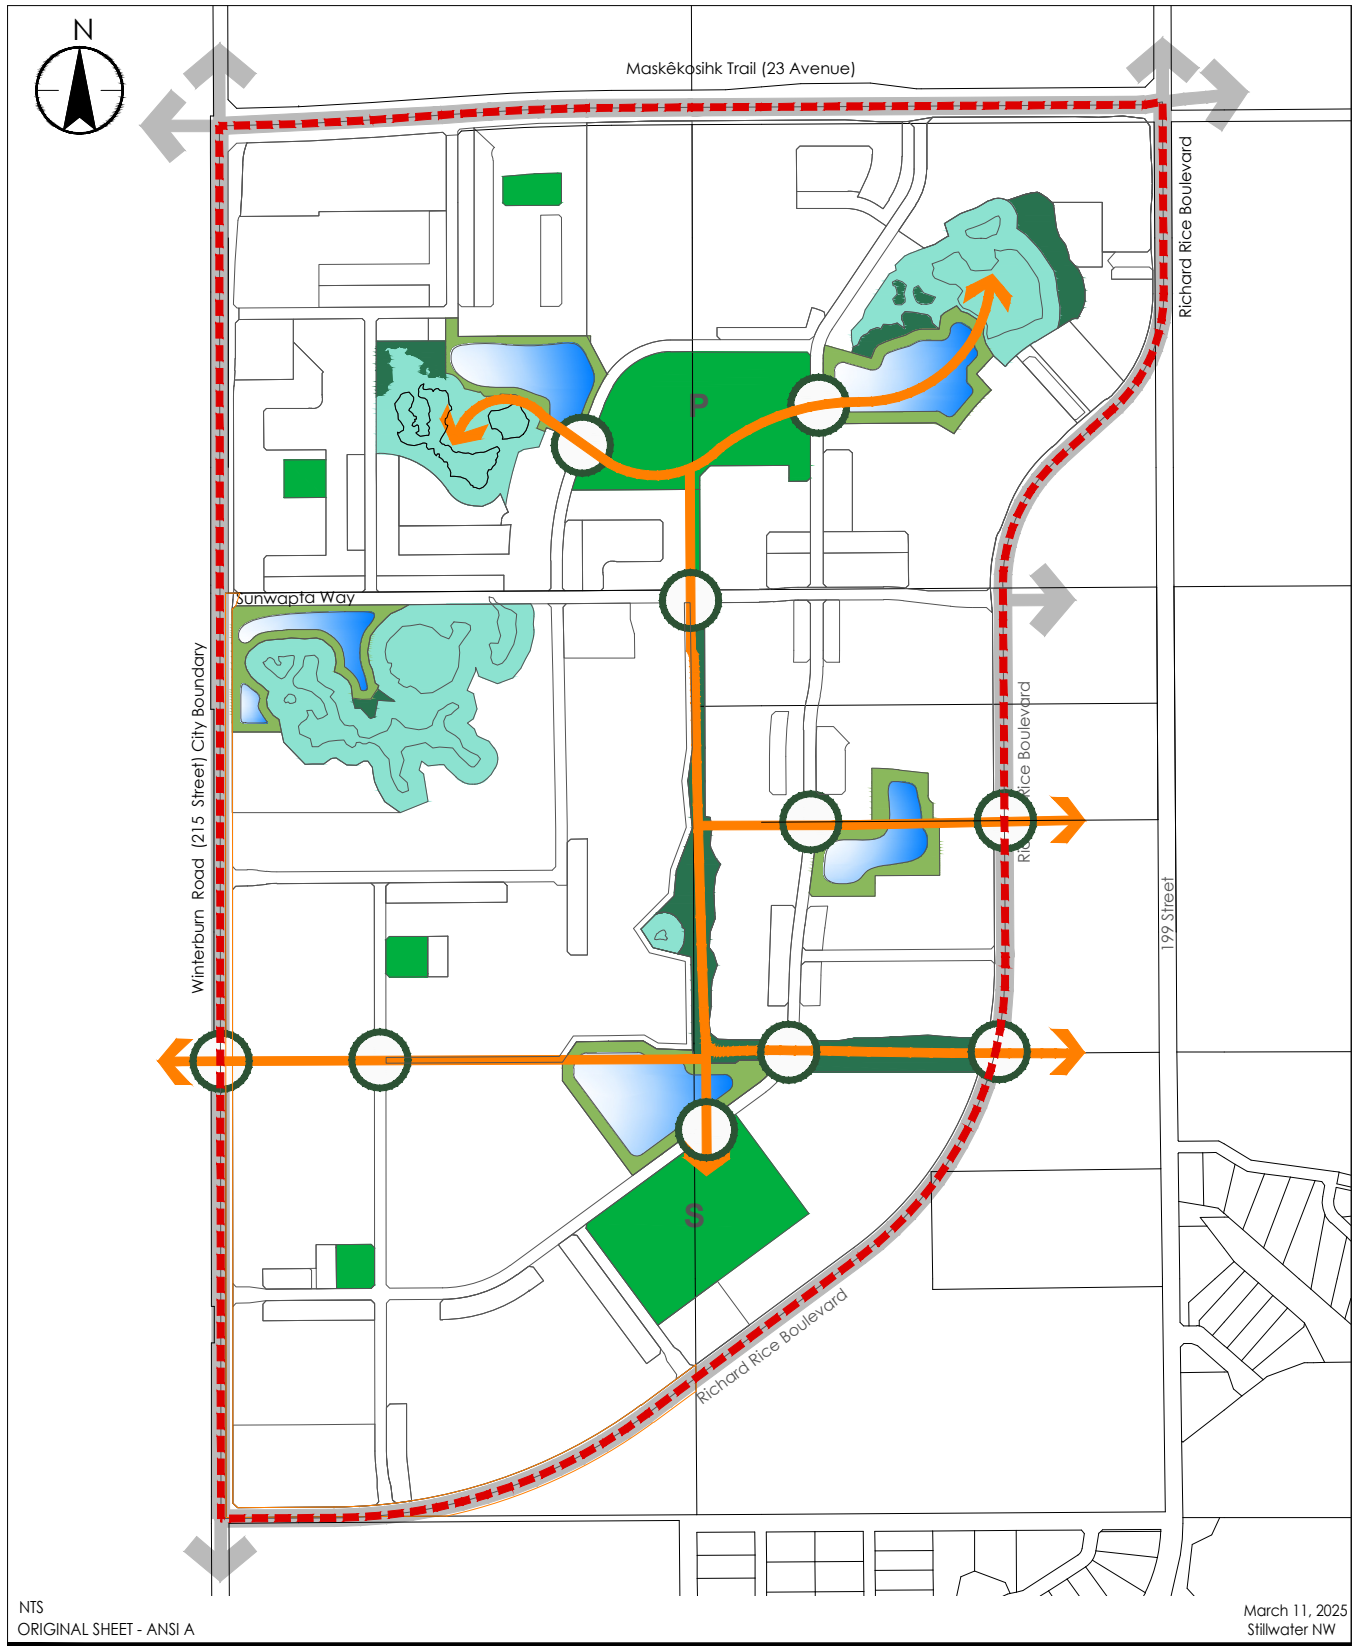 N
Maskêkosihk Trail (23 Avenue)
Richard Rice Boulevard
P
Sunwapta Way
Winterburn Road (215 Street) City Boundary
Richard Rice Boulevard
199 Street
S
Richard Rice Boulevard
NTS
ORIGINAL SHEET - ANSI A
March 11, 2025
Stillwater NW